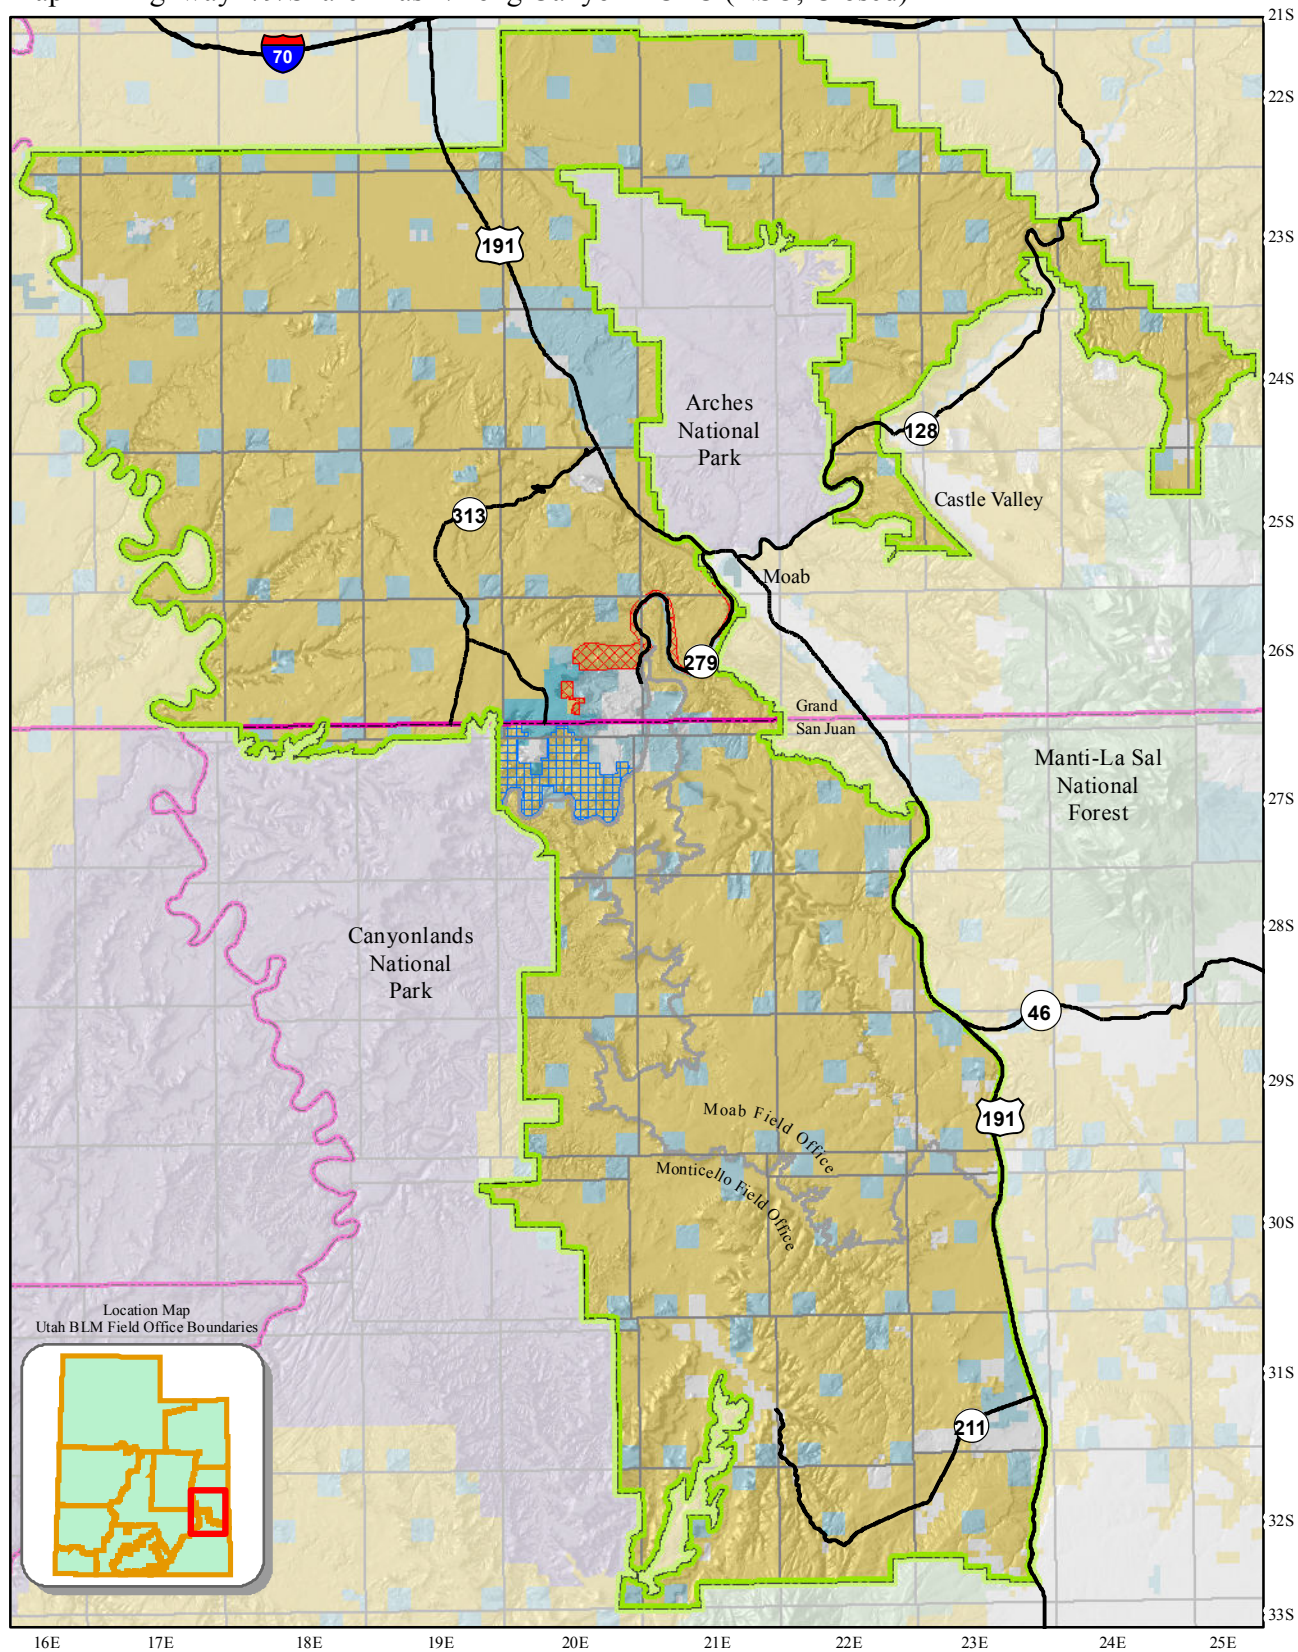 21S
70
22S
191
23S
24S
Arches
National
Park
128
Castle Valley
313
25S
Moab
279
26S
Grand
San Juan
Manti-La Sal
National
Forest
27S
Canyonlands
National
Park
28S
46
29S
191
Moab Field Office
Monticello Field Office
30S
Location Map
Utah BLM Field Office Boundaries
31S
211
32S
33S
16E 17E 18E 19E 20E 21E 22E 23E 24E 25E